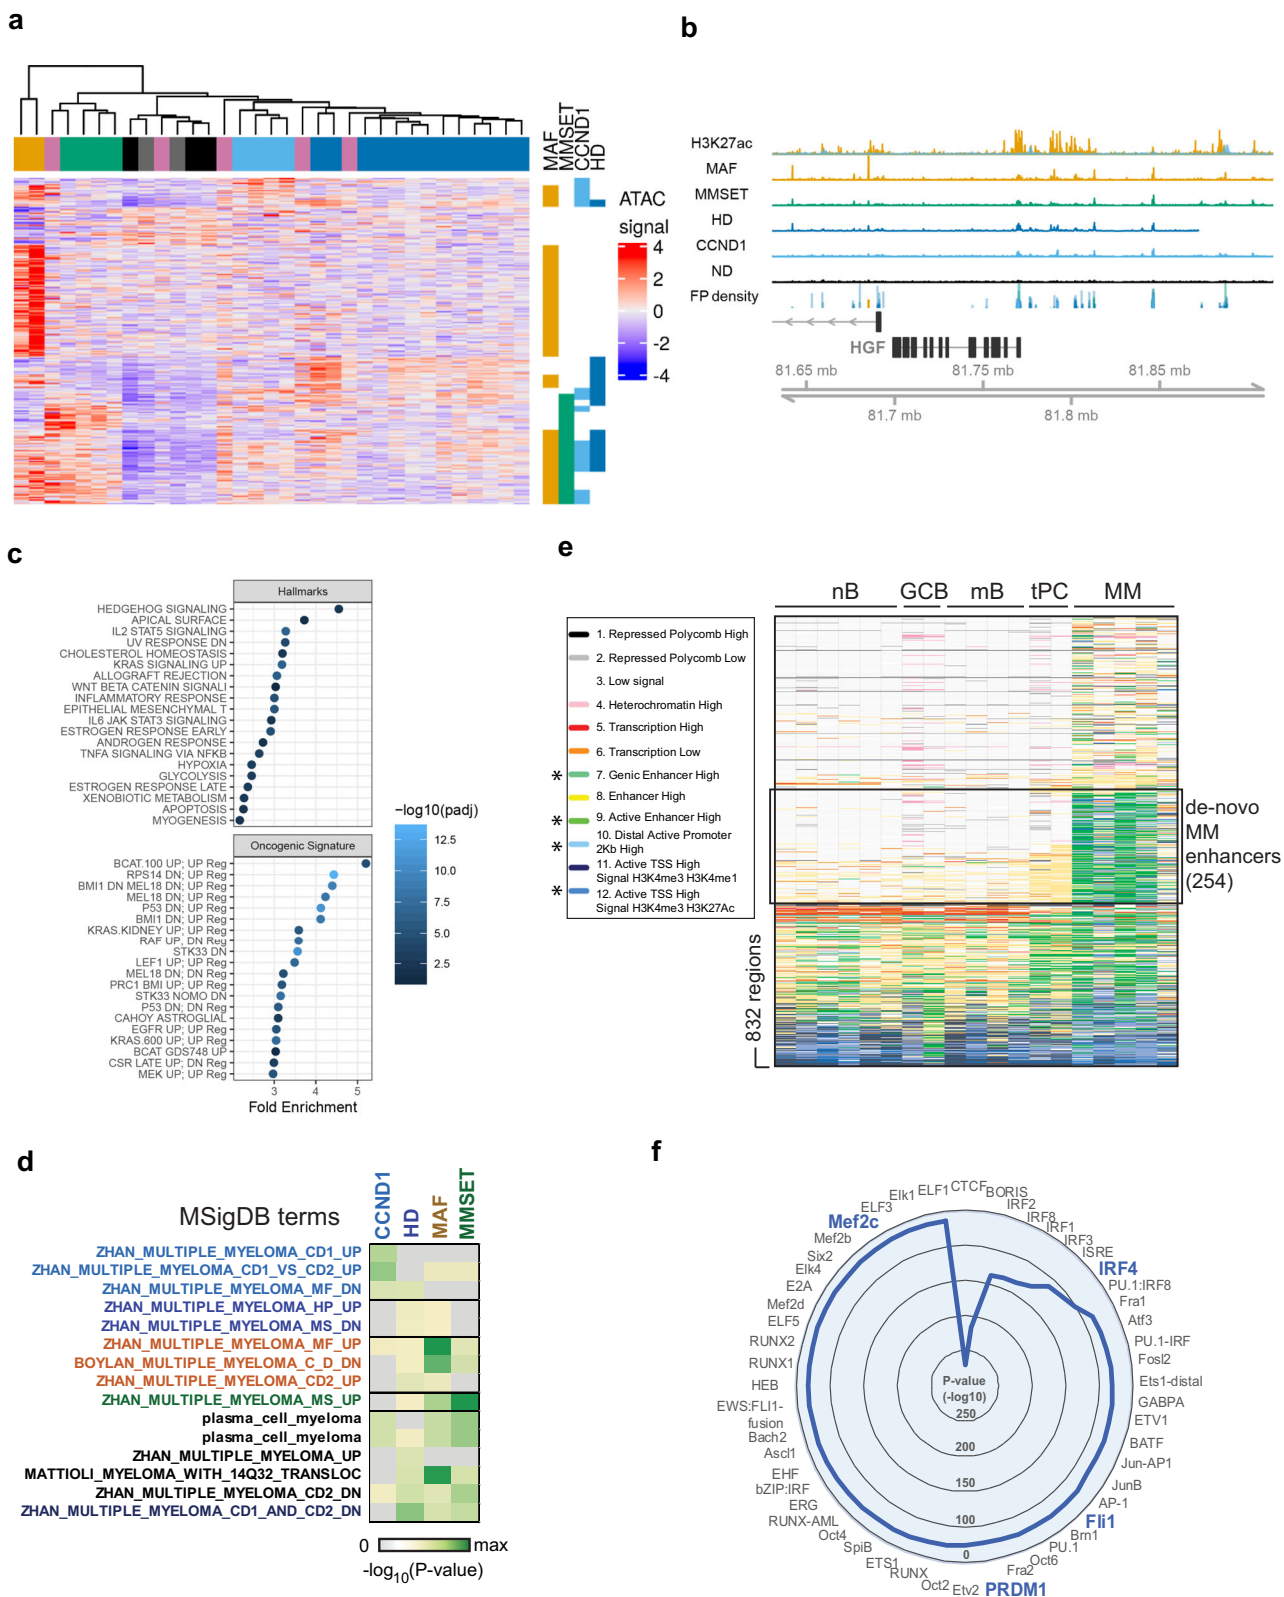 a
MAF
MMSET
CCND1
HD
ATAC
signal
4
2
0
-2
-4
b
H3K27ac
MAF
MMSET
HD
CCND1
ND
FP density
HGF
81.65 mb
81.75 mb
81.85 mb
81.7 mb
81.8 mb
c
Hallmarks
HEDGEHOG SIGNALING
APICAL SURFACE
IL2 STAT5 SIGNALING
UV RESPONSE DN
CHOLESTEROL HOMEOSTASIS
KRAS SIGNALING UP
ALLOGRAFT REJECTION
WNT BETA CATENIN SIGNALI
INFLAMMATORY RESPONSE
EPITHELIAL MESENCHYMAL T
IL6 JAK STAT3 SIGNALING
ESTROGEN RESPONSE EARLY
ANDROGEN RESPONSE
TNFA SIGNALING VIA NFKB
HYPOXIA
GLYCOLYSIS
ESTROGEN RESPONSE LATE
XENOBIOTIC METABOLISM
APOPTOSIS
MYOGENESIS
Oncogenic Signature
BCAT.100 UP; UP Reg
RPS14 DN; UP Reg
BMI1 DN MEL18 DN; UP Reg
MEL18 DN; UP Reg
P53 DN; UP Reg
BMI1 DN; UP Reg
KRAS.KIDNEY UP; UP Reg
RAF UP, DN Reg
STK33 DN
LEF1 UP; UP Reg
MEL18 DN; DN Reg
PRC1 BMI UP; UP Reg
STK33 NOMO DN
P53 DN; DN Reg
CAHOY ASTROGLIAL
EGFR UP; UP Reg
KRAS.600 UP; UP Reg
BCAT GDS748 UP
CSR LATE UP; DN Reg
MEK UP; UP Reg
3
4
5
Fold Enrichment
−log10(padj)
12.5
10.0
7.5
5.0
2.5
e
nB
GCB
mB
tPC
MM
1. Repressed Polycomb High
2. Repressed Polycomb Low
3. Low signal
4. Heterochromatin High
5. Transcription High
6. Transcription Low
* 7. Genic Enhancer High
8. Enhancer High
* 9. Active Enhancer High
10. Distal Active Promoter
* 2Kb High
11. Active TSS High
Signal H3K4me3 H3K4me1
* 12. Active TSS High
Signal H3K4me3 H3K27Ac
de-novo
MM
enhancers
(254)
832 regions
d
MSigDB terms
CCND1
HD
MAF
MMSET
ZHAN_MULTIPLE_MYELOMA_CD1_UP
ZHAN_MULTIPLE_MYELOMA_CD1_VS_CD2_UP
ZHAN_MULTIPLE_MYELOMA_MF_DN
ZHAN_MULTIPLE_MYELOMA_HP_UP
ZHAN_MULTIPLE_MYELOMA_MS_DN
ZHAN_MULTIPLE_MYELOMA_MF_UP
BOYLAN_MULTIPLE_MYELOMA_C_D_DN
ZHAN_MULTIPLE_MYELOMA_CD2_UP
ZHAN_MULTIPLE_MYELOMA_MS_UP
plasma_cell_myeloma
plasma_cell_myeloma
ZHAN_MULTIPLE_MYELOMA_UP
MATTIOLI_MYELOMA_WITH_14Q32_TRANSLOC
ZHAN_MULTIPLE_MYELOMA_CD2_DN
ZHAN_MULTIPLE_MYELOMA_CD1_AND_CD2_DN
0
max
-log10(P-value)
f
CTCF
BORIS
IRF2
IRF8
IRF1
IRF3
ISRE
IRF4
PU.1:IRF8
Fra1
Atf3
PU.1-IRF
Fosl2
Ets1-distal
GABPA
ETV1
BATF
Jun-AP1
JunB
AP-1
Fli1
Brn1
PU.1
Oct6
Fra2
PRDM1
Etv2
Oct2
RUNX
ETS1
SpiB
Oct4
RUNX-AML
ERG
bZIP:IRF
EHF
Ascl1
Bach2
EWS:FLI1-
fusion
HEB
RUNX1
RUNX2
ELF5
Mef2d
E2A
Elk4
Six2
Mef2b
Mef2c
ELF3
Elk1
ELF1
P-value
(-log10)
250
200
150
100
0